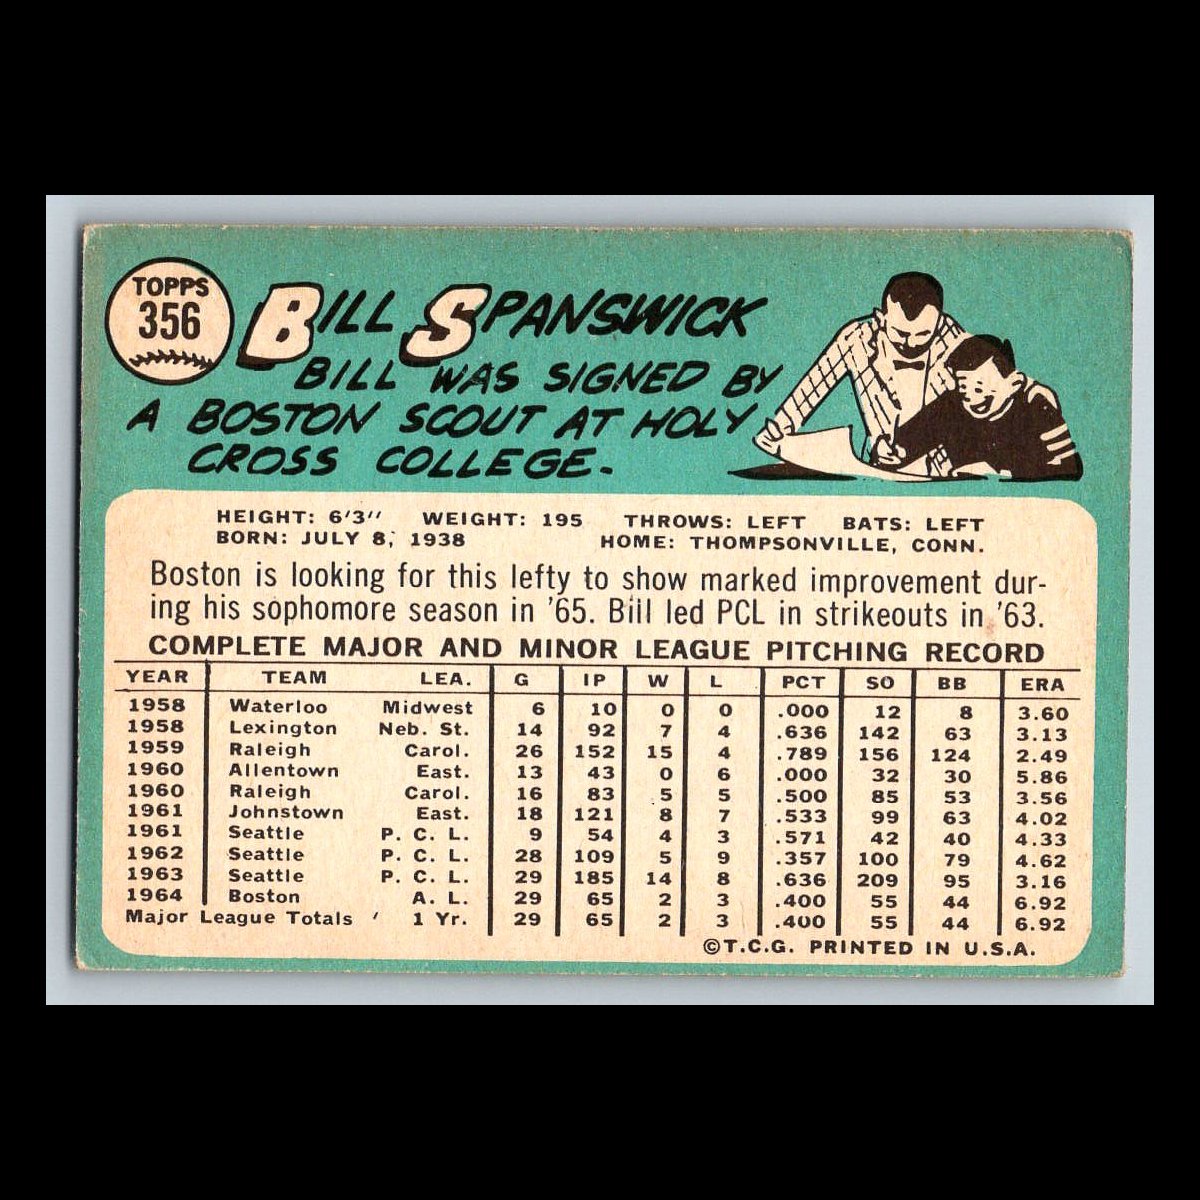 TOPPS
356
BILL SPANSWICK
BILL WAS SIGNED BY
A BOSTON SCOUT AT HOLY
CROSS COLLEGE.
HEIGHT: 6'3" WEIGHT: 195 THROWS: LEFT BATS: LEFT
BORN: JULY 8, 1938 HOME: THOMPSONVILLE, CONN.
Boston is looking for this lefty to show marked improvement dur-
ing his sophomore season in '65. Bill led PCL in strikeouts in '63.
COMPLETE MAJOR AND MINOR LEAGUE PITCHING RECORD
YEAR TEAM LEA. G IP W L PCT SO BB ERA
1958 Waterloo Midwest 6 10 0 0 .000 12 8 3.60
1958 Lexington Neb. St. 14 92 7 4 .636 142 63 3.13
1959 Raleigh Carol. 26 152 15 4 .789 156 124 2.49
1960 Allentown East. 13 43 0 6 .000 32 30 5.86
1960 Raleigh Carol. 16 83 5 5 .500 85 53 3.56
1961 Johnstown East. 18 121 8 7 .533 99 63 4.02
1961 Seattle P. C. L. 9 54 4 3 .571 42 40 4.33
1962 Seattle P. C. L. 28 109 5 9 .357 100 79 4.62
1963 Seattle P. C. L. 29 185 14 8 .636 209 95 3.16
1964 Boston A. L. 29 65 2 3 .400 55 44 6.92
Major League Totals 1 Yr. 29 65 2 3 .400 55 44 6.92
©T.C.G. PRINTED IN U.S.A.